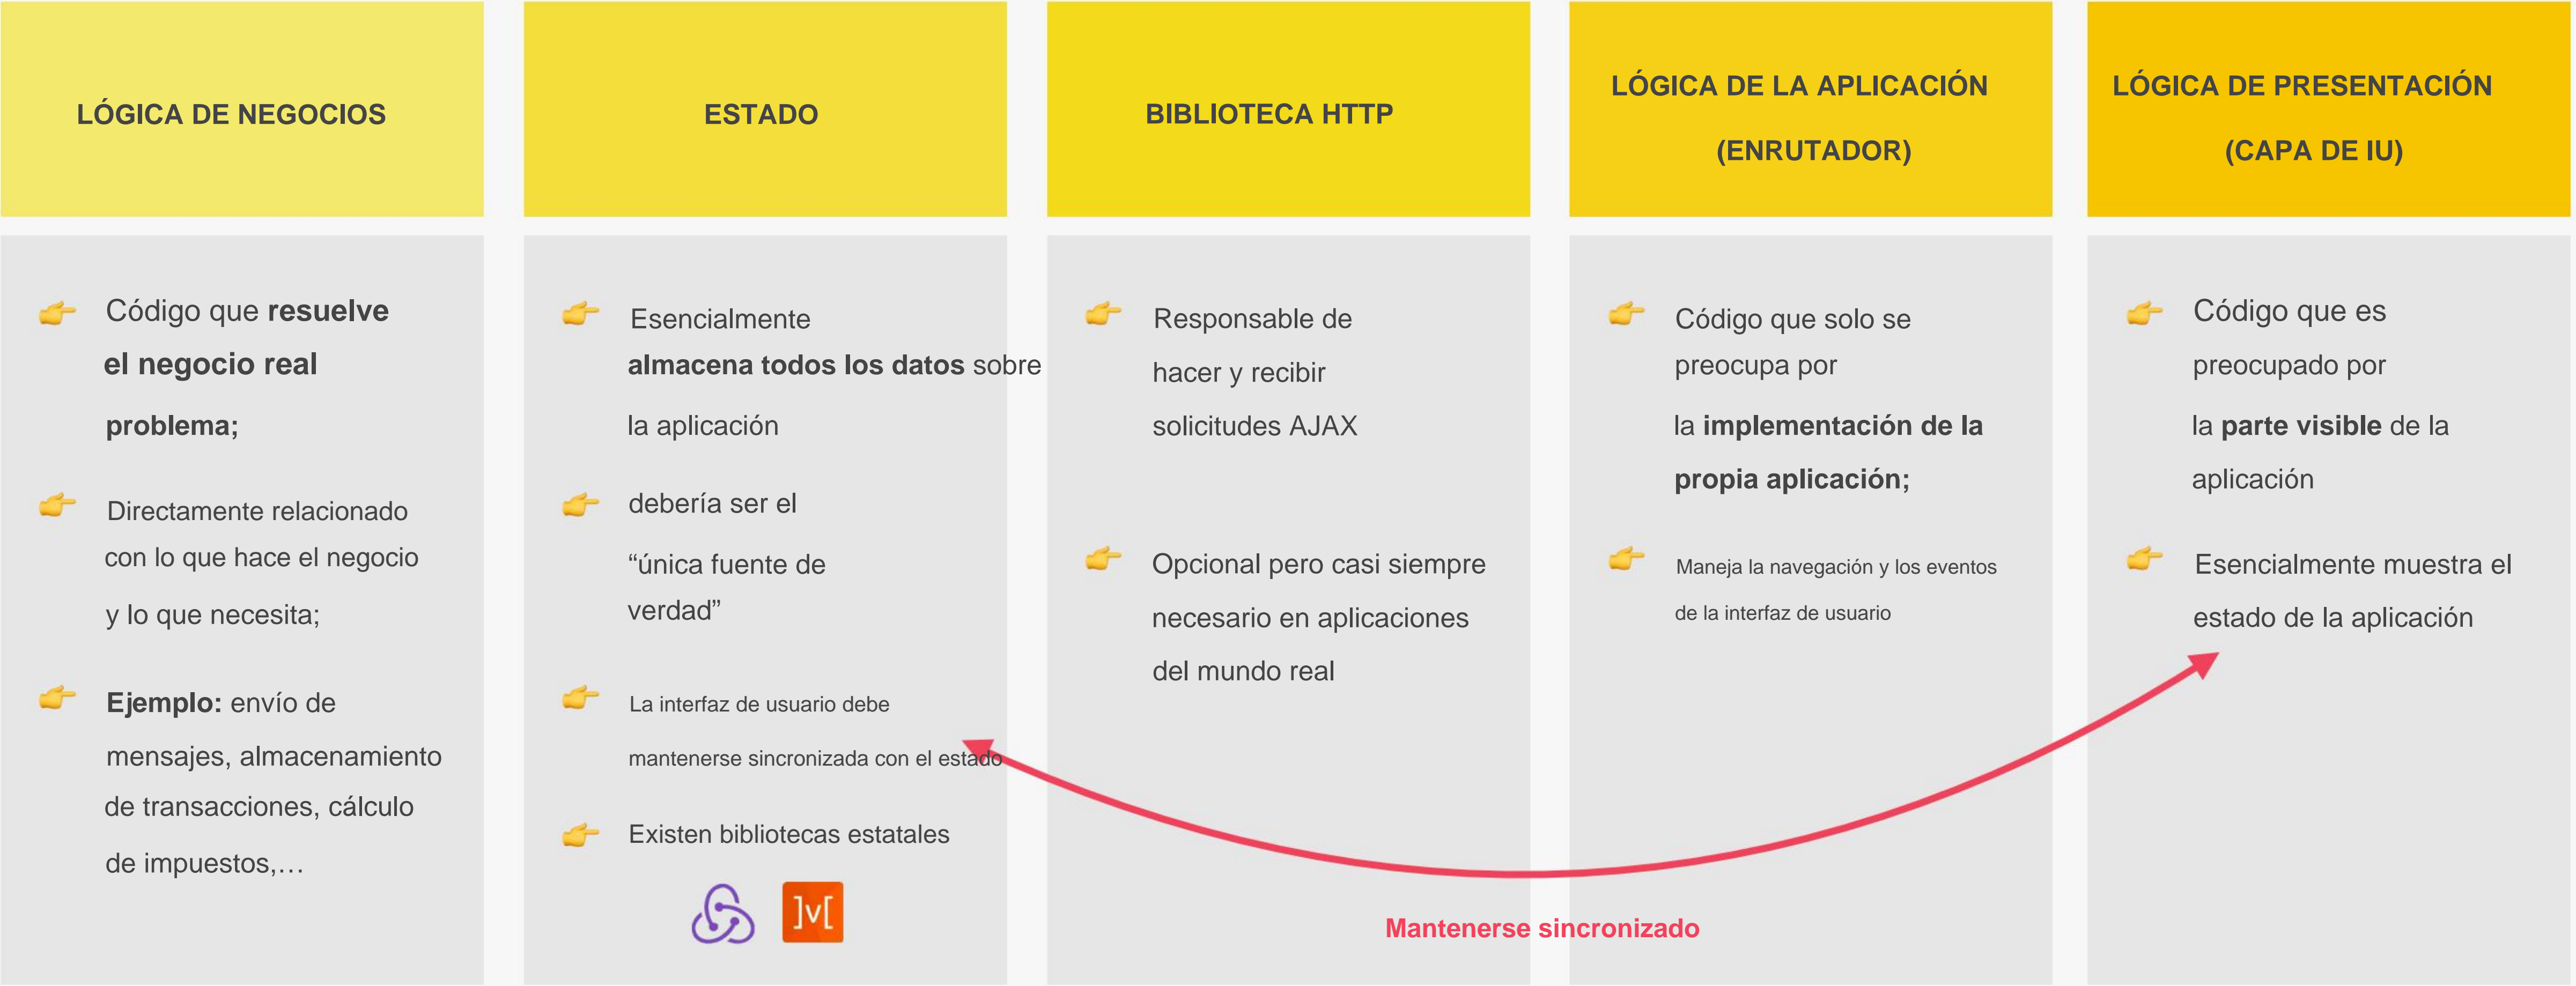 LÓGICA DE NEGOCIOS
Código que resuelve
el negocio real
problema;
Directamente relacionado
con lo que hace el negocio
y lo que necesita;
Ejemplo: envío de
mensajes, almacenamiento
de transacciones, cálculo
de impuestos,…
ESTADO
Esencialmente
almacena todos los datos sobre
la aplicación
debería ser el
“única fuente de
verdad”
La interfaz de usuario debe
mantenerse sincronizada con el estado
Existen bibliotecas estatales
]v[
BIBLIOTECA HTTP
Responsable de
hacer y recibir
solicitudes AJAX
Opcional pero casi siempre
necesario en aplicaciones
del mundo real
LÓGICA DE LA APLICACIÓN
(ENRUTADOR)
Código que solo se
preocupa por
la implementación de la
propia aplicación;
Maneja la navegación y los eventos
de la interfaz de usuario
LÓGICA DE PRESENTACIÓN
(CAPA DE IU)
Código que es
preocupado por
la parte visible de la
aplicación
Esencialmente muestra el
estado de la aplicación
Mantenerse sincronizado